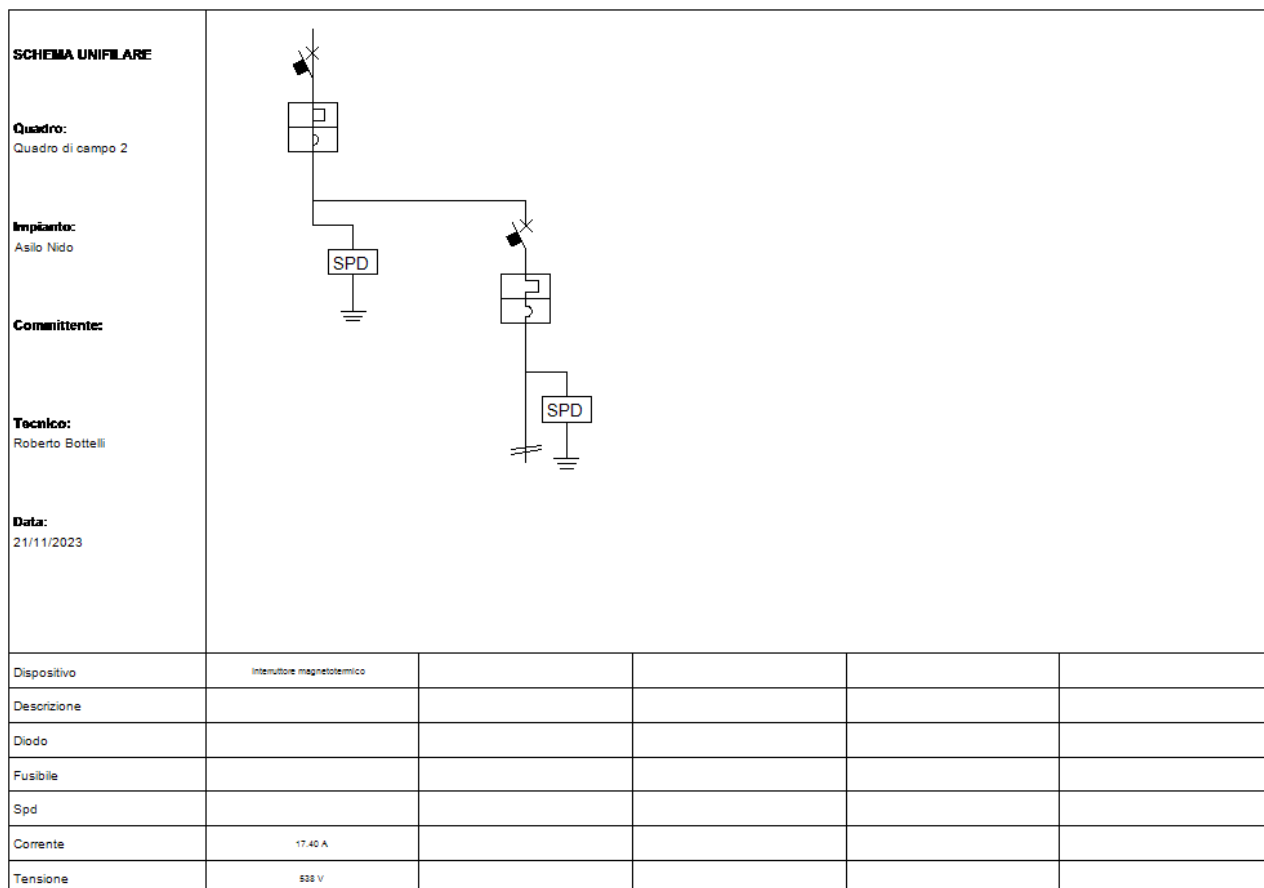 SCHEMA UNIFILARE
Quadro:
Quadro di campo 2
Impianto:
Asilo Nido
Committente:
Tecnico:
Roberto Bottelli
Data:
21/11/2023
SPD
SPD
Dispositivo Interruttore magnetotermico
Descrizione
Diodo
Fusibile
Spd
Corrente 17.40 A
Tensione 538 V